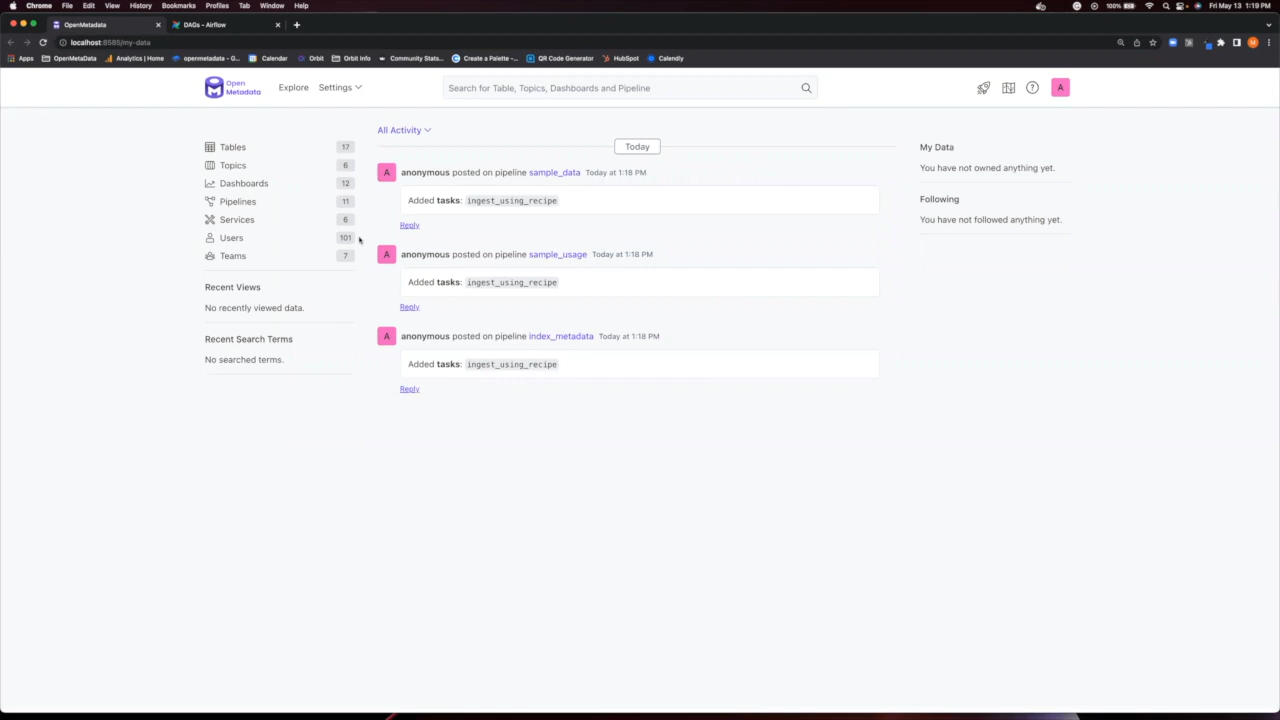 Chrome File Edit View History Bookmarks Profiles Tab Window Help 100% Fri May 13 1:19 PM
OpenMetadata DAGs - Airflow
localhost:8585/my-data
Apps OpenMetaData Analytics | Home openmetadata - G... Calendar Orbit Orbit Info Community Stats... Create a Palette -... QR Code Generator HubSpot Calendly
Open Metadata Explore Settings Search for Table, Topics, Dashboards and Pipeline A
All Activity
Today
Tables 17
Topics 6
Dashboards 12
Pipelines 11
Services 6
Users 101
Teams 7
Recent Views
No recently viewed data.
Recent Search Terms
No searched terms.
A anonymous posted on pipeline sample_data Today at 1:18 PM
Added tasks: ingest_using_recipe
Reply
A anonymous posted on pipeline sample_usage Today at 1:18 PM
Added tasks: ingest_using_recipe
Reply
A anonymous posted on pipeline index_metadata Today at 1:18 PM
Added tasks: ingest_using_recipe
Reply
My Data
You have not owned anything yet.
Following
You have not followed anything yet.